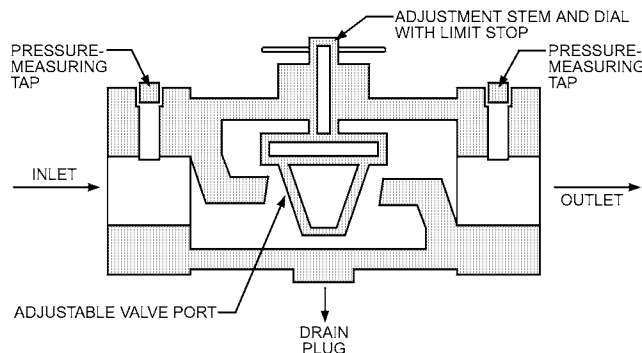 ADJUSTMENT STEM AND DIAL
WITH LIMIT STOP
PRESSURE-
MEASURING
TAP
PRESSURE-
MEASURING
TAP
INLET
OUTLET
ADJUSTABLE VALVE PORT
DRAIN
PLUG